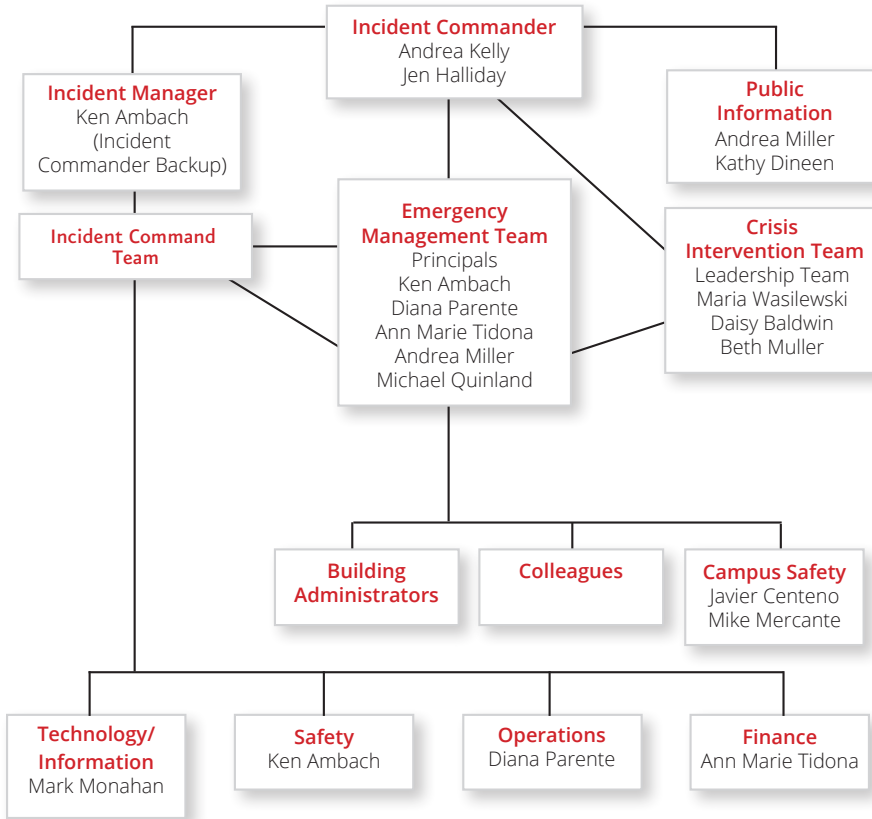 Incident Commander
Andrea Kelly
Jen Halliday
Incident Manager
Ken Ambach
(Incident
Commander Backup)
Public
Information
Andrea Miller
Kathy Dineen
Incident Command
Team
Emergency
Management Team
Principals
Ken Ambach
Diana Parente
Ann Marie Tidona
Andrea Miller
Michael Quinland
Crisis
Intervention Team
Leadership Team
Maria Wasilewski
Daisy Baldwin
Beth Muller
Building
Administrators
Colleagues
Campus Safety
Javier Centeno
Mike Mercante
Technology/
Information
Mark Monahan
Safety
Ken Ambach
Operations
Diana Parente
Finance
Ann Marie Tidona